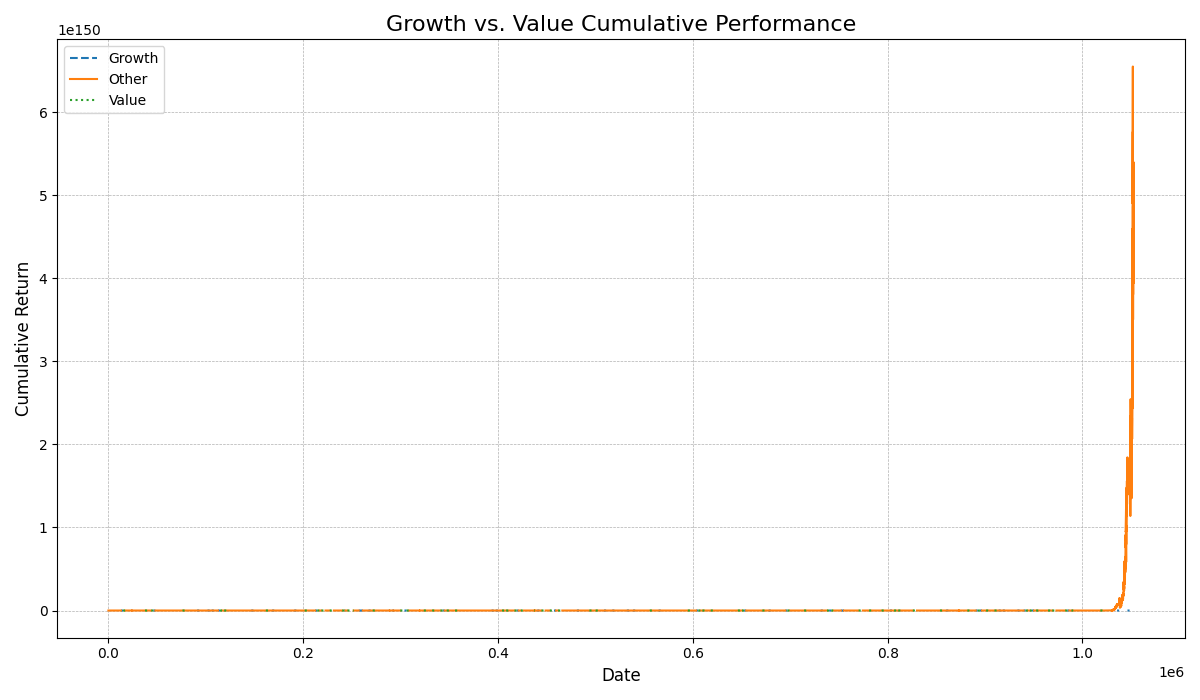 Growth vs. Value Cumulative Performance
1e150
Growth
Other
Value
6
5
4
3
2
1
0
Cumulative Return
0.0 0.2 0.4 0.6 0.8 1.0
1e6
Date